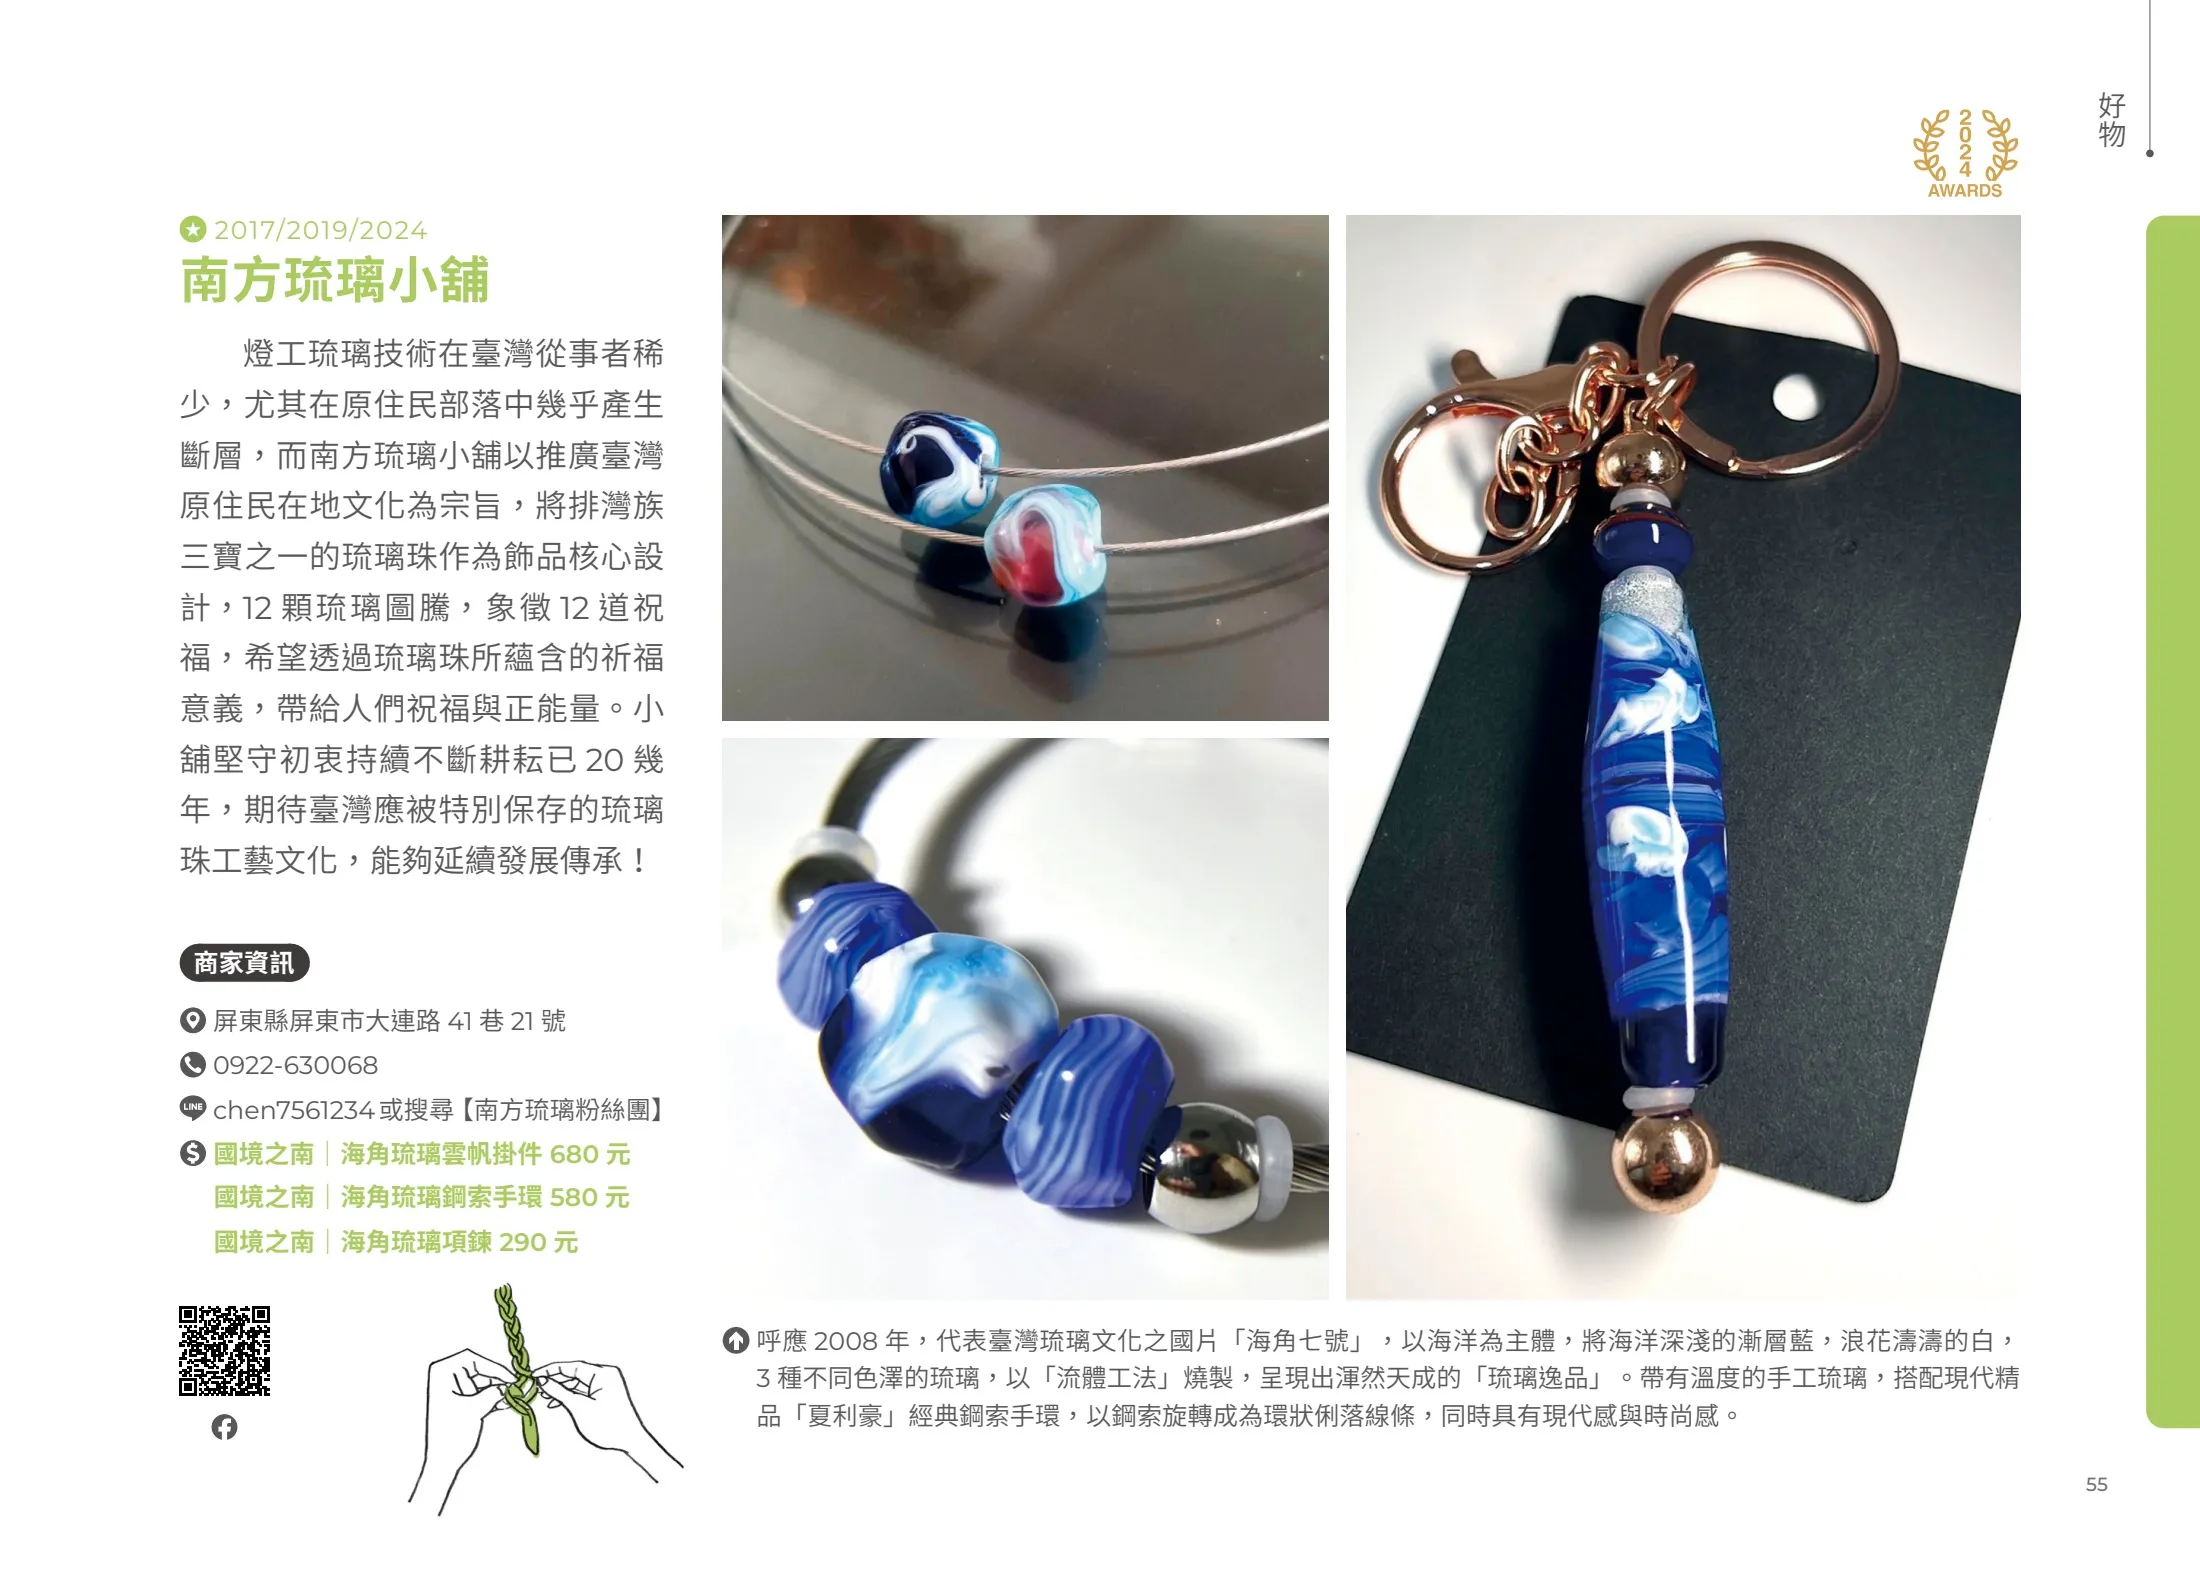 好物
2024
AWARDS
2017/2019/2024
南方琉璃小舖
燈工琉璃技術在臺灣從事者稀
少，尤其在原住民部落中幾乎產生
斷層，而南方琉璃小舖以推廣臺灣
原住民在地文化為宗旨，將排灣族
三寶之一的琉璃珠作為飾品核心設
計，12 顆琉璃圖騰，象徵 12 道祝
福，希望透過琉璃珠所蘊含的祈福
意義，帶給人們祝福與正能量。小
舖堅守初衷持續不斷耕耘已 20 幾
年，期待臺灣應被特別保存的琉璃
珠工藝文化，能夠延續發展傳承！
商家資訊
屏東縣屏東市大連路 41 巷 21 號
0922-630068
LINE chen7561234或搜尋【南方琉璃粉絲團】
$ 國境之南｜海角琉璃雲帆掛件 680 元
國境之南｜海角琉璃鋼索手環 580 元
國境之南｜海角琉璃項鍊 290 元
呼應 2008 年，代表臺灣琉璃文化之國片「海角七號」，以海洋為主體，將海洋深淺的漸層藍，浪花濤濤的白，
3 種不同色澤的琉璃，以「流體工法」燒製，呈現出渾然天成的「琉璃逸品」。帶有溫度的手工琉璃，搭配現代精
品「夏利豪」經典鋼索手環，以鋼索旋轉成為環狀俐落線條，同時具有現代感與時尚感。
55